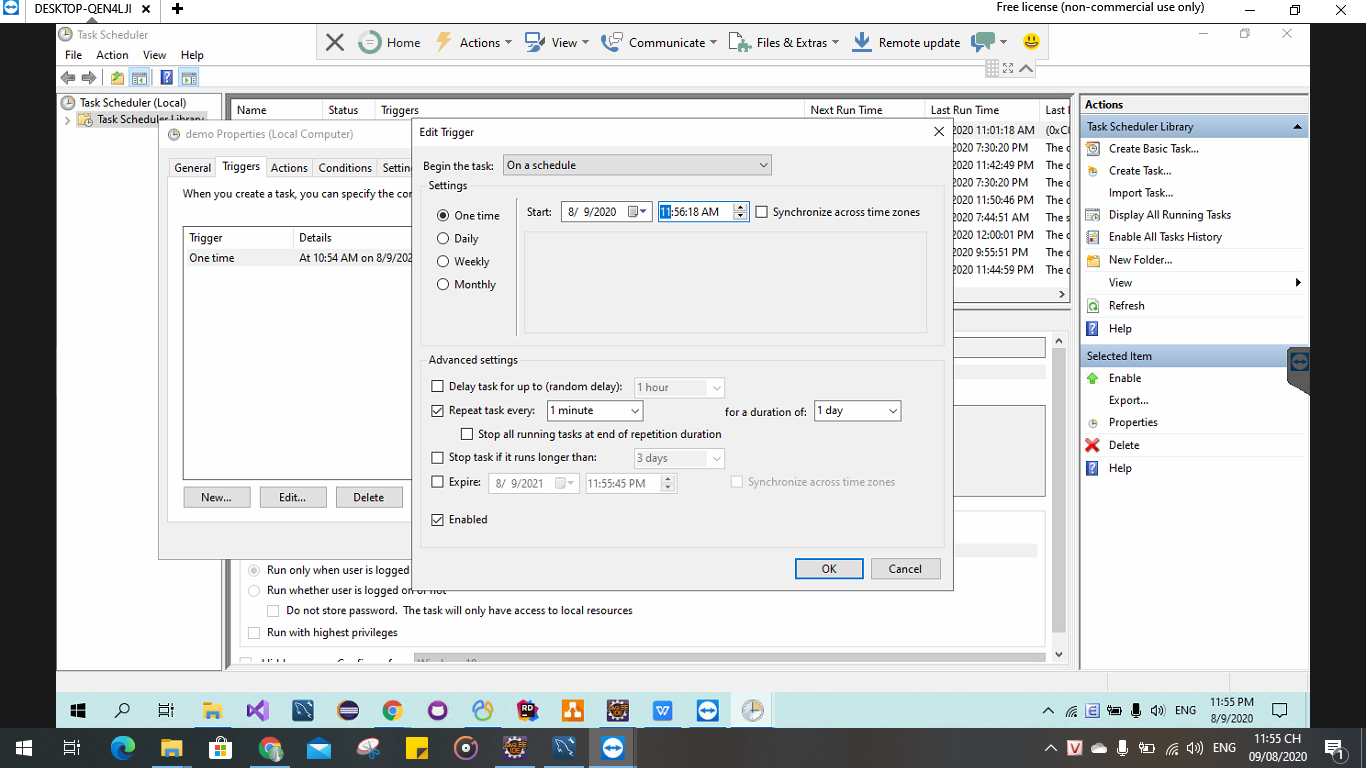 DESKTOP-QEN4LJI
Free license (non-commercial use only)
Task Scheduler
Home Actions View Communicate Files & Extras Remote update
File Action View Help
Task Scheduler (Local)
Task Scheduler Library
Name Status Triggers Next Run Time Last Run Time Last
2020 11:01:18 AM
2020 7:30:20 PM
2020 11:42:49 PM
2020 7:30:20 PM
2020 11:50:46 PM
2020 7:44:51 AM
2020 12:00:01 PM
2020 9:55:51 PM
2020 11:44:59 PM
demo Properties (Local Computer)
General Triggers Actions Conditions
When you create a task, you can specify the
Trigger Details
One time At 10:54 AM on 8/9/202
New... Edit... Delete
Edit Trigger
Begin the task: On a schedule
Settings
One time
Daily
Weekly
Monthly
Start: 8/ 9/2020 11:56:18 AM Synchronize across time zones
Advanced settings
Delay task for up to (random delay): 1 hour
Repeat task every: 1 minute for a duration of: 1 day
Stop all running tasks at end of repetition duration
Stop task if it runs longer than: 3 days
Expire: 8/ 9/2021 11:55:45 PM Synchronize across time zones
Enabled
OK Cancel
Run only when user is logged
Run whether user is logged on or not
Do not store password. The task will only have access to local resources
Run with highest privileges
Actions
Task Scheduler Library
Create Basic Task...
Create Task...
Import Task...
Display All Running Tasks
Enable All Tasks History
New Folder...
View
Refresh
Help
Selected Item
Enable
Export...
Properties
Delete
Help
ENG 11:55 PM
8/9/2020
ENG 11:55 CH
09/08/2020